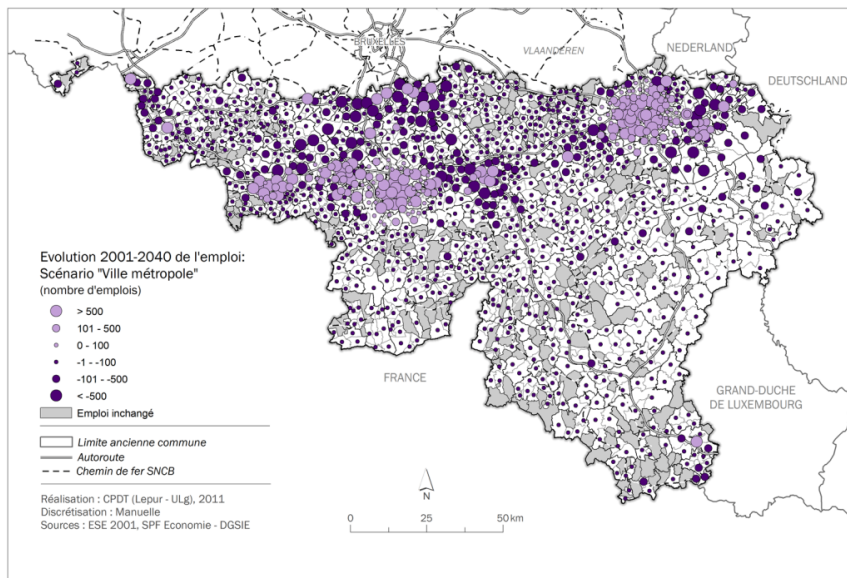 BRUXELLES
VLAANDEREN
NEDERLAND
DEUTSCHLAND
Evolution 2001-2040 de l'emploi:
Scénario "Ville métropole"
(nombre d'emplois)
> 500
101 - 500
0 - 100
-1 - -100
-101 - -500
< -500
Emploi inchangé
Limite ancienne commune
Autoroute
Chemin de fer SNCB
Réalisation : CPDT (Lepur - ULg), 2011
Discrétisation : Manuelle
Sources : ESE 2001, SPF Economie - DGSIE
FRANCE
GRAND-DUCHE
DE LUXEMBOURG
N
0 25 50 km